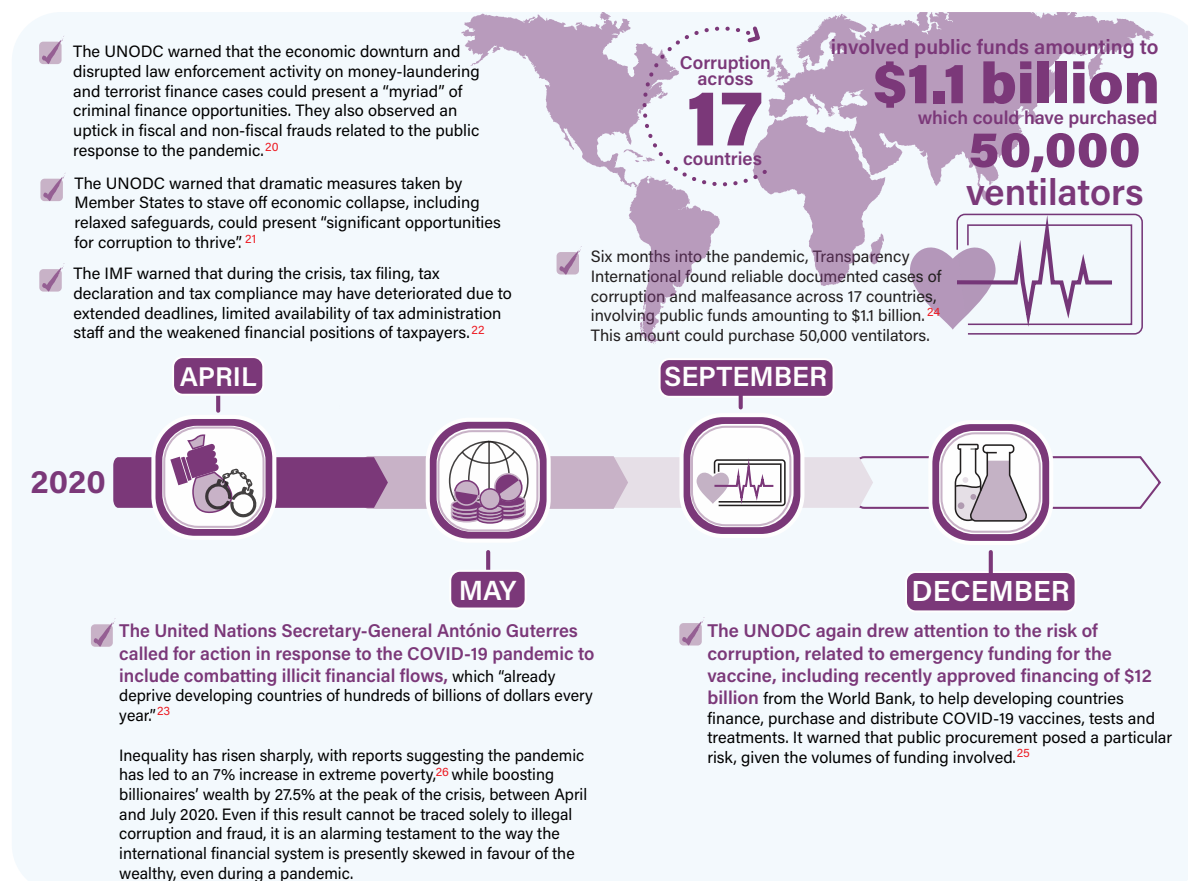 The UNODC warned that the economic downturn and
disrupted law enforcement activity on money-laundering
and terrorist finance cases could present a “myriad” of
criminal finance opportunities. They also observed an
uptick in fiscal and non-fiscal frauds related to the public
response to the pandemic.20
The UNODC warned that dramatic measures taken by
Member States to stave off economic collapse, including
relaxed safeguards, could present “significant opportunities
for corruption to thrive”.21
The IMF warned that during the crisis, tax filing, tax
declaration and tax compliance may have deteriorated due to
extended deadlines, limited availability of tax administration
staff and the weakened financial positions of taxpayers.22
Corruption
across
17
countries
involved public funds amounting to
$1.1 billion
which could have purchased
50,000
ventilators
Six months into the pandemic, Transparency
International found reliable documented cases of
corruption and malfeasance across 17 countries,
involving public funds amounting to $1.1 billion.24
This amount could purchase 50,000 ventilators.
APRIL
SEPTEMBER
2020
MAY
DECEMBER
The United Nations Secretary-General António Guterres
called for action in response to the COVID-19 pandemic to
include combatting illicit financial flows, which “already
deprive developing countries of hundreds of billions of dollars every
year.”23
Inequality has risen sharply, with reports suggesting the pandemic
has led to an 7% increase in extreme poverty,26 while boosting
billionaires’ wealth by 27.5% at the peak of the crisis, between April
and July 2020. Even if this result cannot be traced solely to illegal
corruption and fraud, it is an alarming testament to the way the
international financial system is presently skewed in favour of the
wealthy, even during a pandemic.
The UNODC again drew attention to the risk of
corruption, related to emergency funding for the
vaccine, including recently approved financing of $12
billion from the World Bank, to help developing countries
finance, purchase and distribute COVID-19 vaccines, tests and
treatments. It warned that public procurement posed a particular
risk, given the volumes of funding involved.25